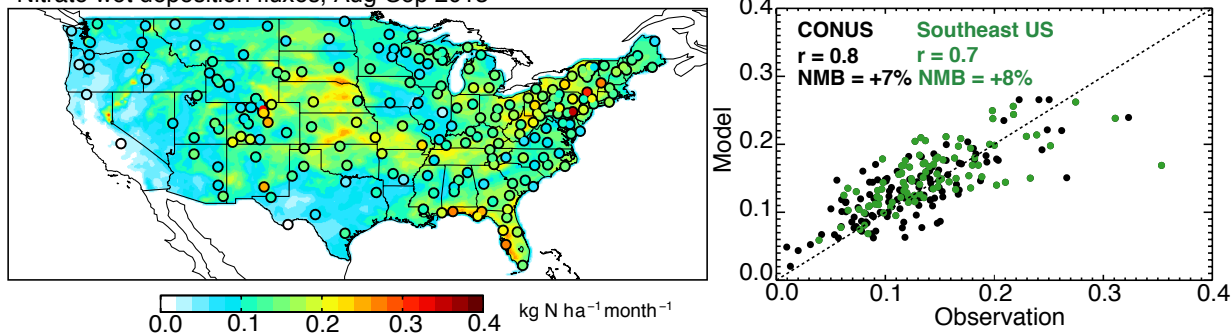 Nitrate wet deposition fluxes, Aug-Sep 2013
0.0 0.1 0.2 0.3 0.4
kg N ha⁻¹ month⁻¹
CONUS Southeast US
r = 0.8 r = 0.7
NMB = +7% NMB = +8%
Model
0.4
0.3
0.2
0.1
0.0
0.0 0.1 0.2 0.3 0.4
Observation